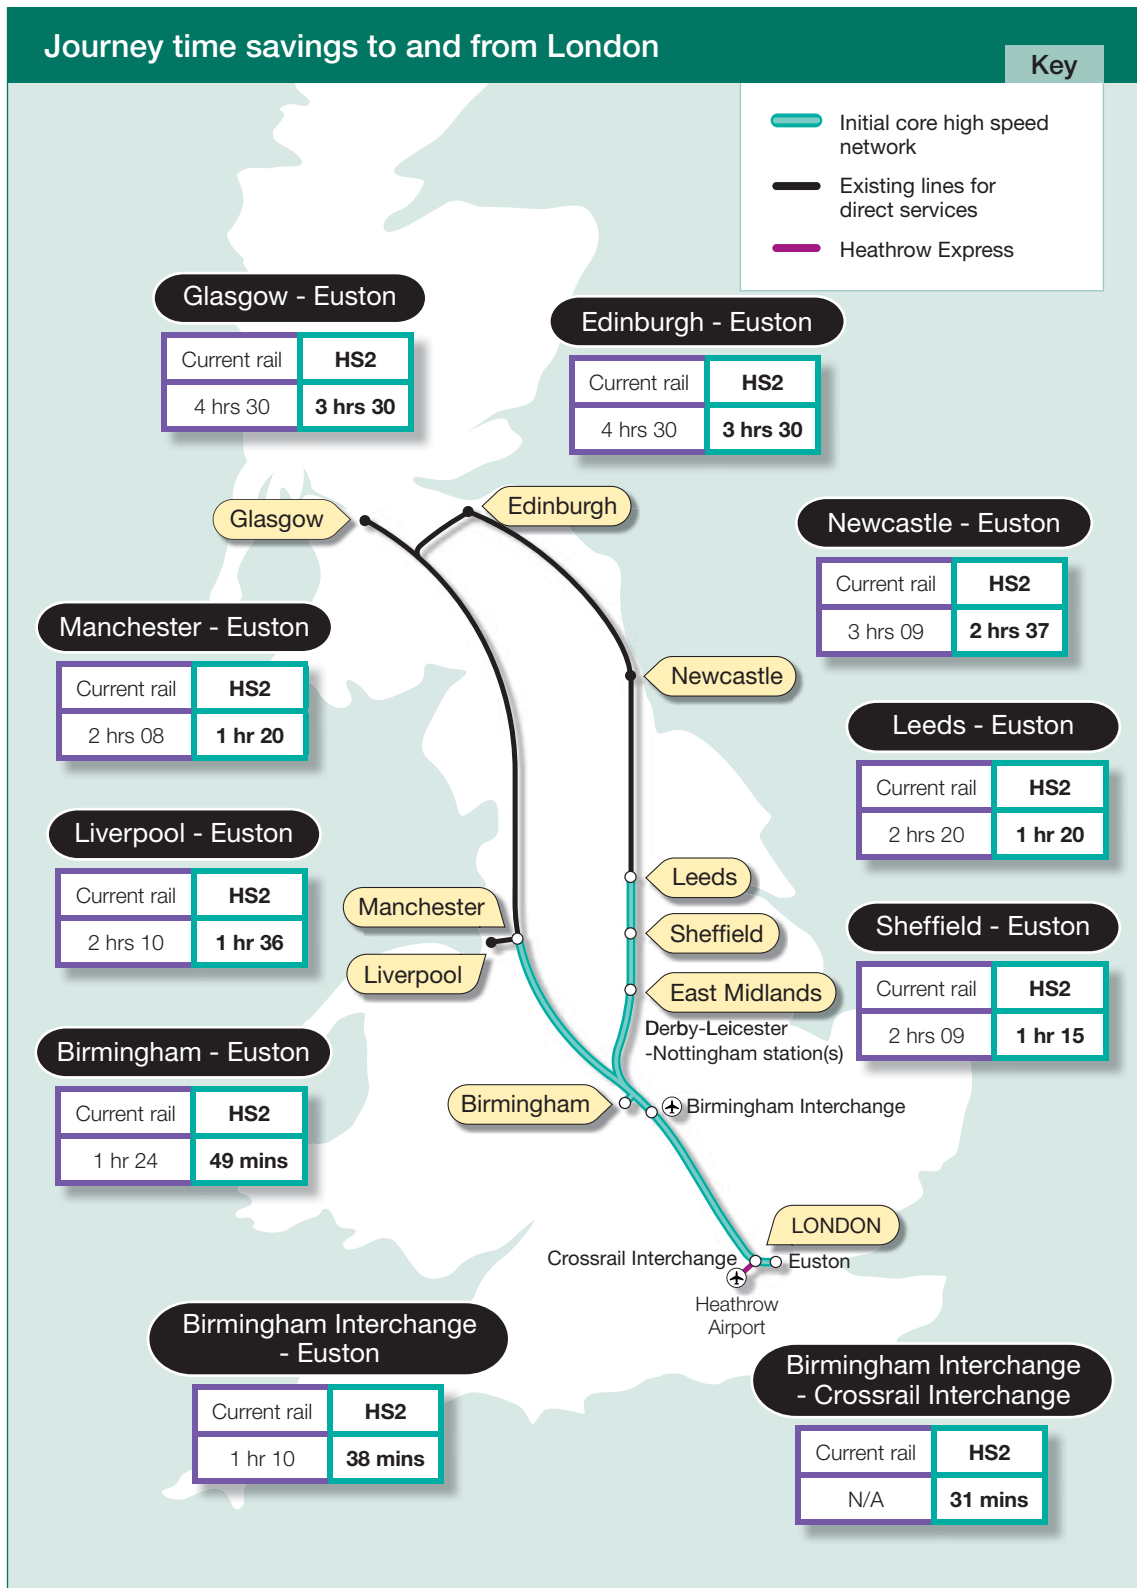 Journey time savings to and from London
Key
Initial core high speed
network
Existing lines for
direct services
Heathrow Express
Glasgow - Euston
Current rail HS2
4 hrs 30 3 hrs 30
Edinburgh - Euston
Current rail HS2
4 hrs 30 3 hrs 30
Glasgow
Edinburgh
Newcastle - Euston
Current rail HS2
3 hrs 09 2 hrs 37
Manchester - Euston
Current rail HS2
2 hrs 08 1 hr 20
Newcastle
Leeds - Euston
Current rail HS2
2 hrs 20 1 hr 20
Liverpool - Euston
Current rail HS2
2 hrs 10 1 hr 36
Leeds
Manchester
Sheffield
Liverpool
East Midlands
Derby-Leicester
-Nottingham station(s)
Sheffield - Euston
Current rail HS2
2 hrs 09 1 hr 15
Birmingham - Euston
Current rail HS2
1 hr 24 49 mins
Birmingham
Birmingham Interchange
LONDON
Crossrail Interchange
Euston
Heathrow
Airport
Birmingham Interchange
- Euston
Current rail HS2
1 hr 10 38 mins
Birmingham Interchange
- Crossrail Interchange
Current rail HS2
N/A 31 mins